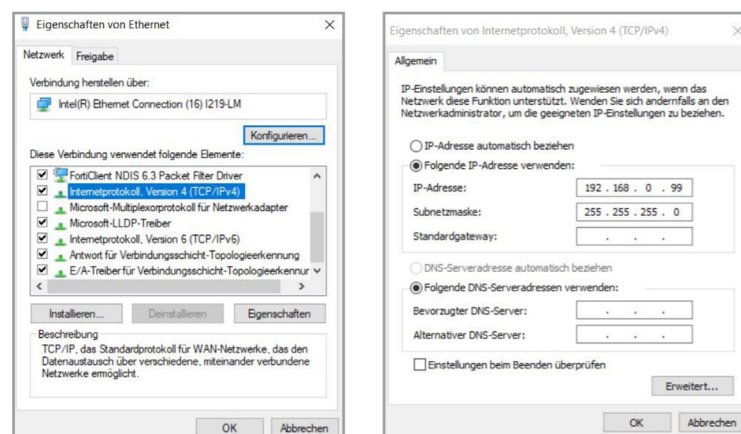 Eigenschaften von Ethernet
Netzwerk Freigabe
Verbindung herstellen über:
Intel(R) Ethernet Connection (16) I219-LM
Konfigurieren...
Diese Verbindung verwendet folgende Elemente:
FortiClient NDIS 6.3 Packet Filter Driver
Internetprotokoll, Version 4 (TCP/IPv4)
Microsoft-Multiplexorprotokoll für Netzwerkadapter
Microsoft-LLDP-Treiber
Internetprotokoll, Version 6 (TCP/IPv6)
Antwort für Verbindungsschicht-Topologieerkennung
E/A-Treiber für Verbindungsschicht-Topologieerkennur
Installieren... Deinstallieren Eigenschaften
Beschreibung
TCP/IP, das Standardprotokoll für WAN-Netzwerke, das den
Datenaustausch über verschiedene, miteinander verbundene
Netzwerke ermöglicht.
OK Abbrechen
Eigenschaften von Internetprotokoll, Version 4 (TCP/IPv4)
Allgemein
IP-Einstellungen können automatisch zugewiesen werden, wenn das
Netzwerk diese Funktion unterstützt. Wenden Sie sich andernfalls an den
Netzwerkadministrator, um die geeigneten IP-Einstellungen zu beziehen.
IP-Adresse automatisch beziehen
Folgende IP-Adresse verwenden:
IP-Adresse: 192 . 168 . 0 . 99
Subnetzmaske: 255 . 255 . 255 . 0
Standardgateway: . . .
DNS-Serveradresse automatisch beziehen
Folgende DNS-Serveradressen verwenden:
Bevorzugter DNS-Server: . . .
Alternativer DNS-Server: . . .
Einstellungen beim Beenden überprüfen
Erweitert...
OK Abbrechen